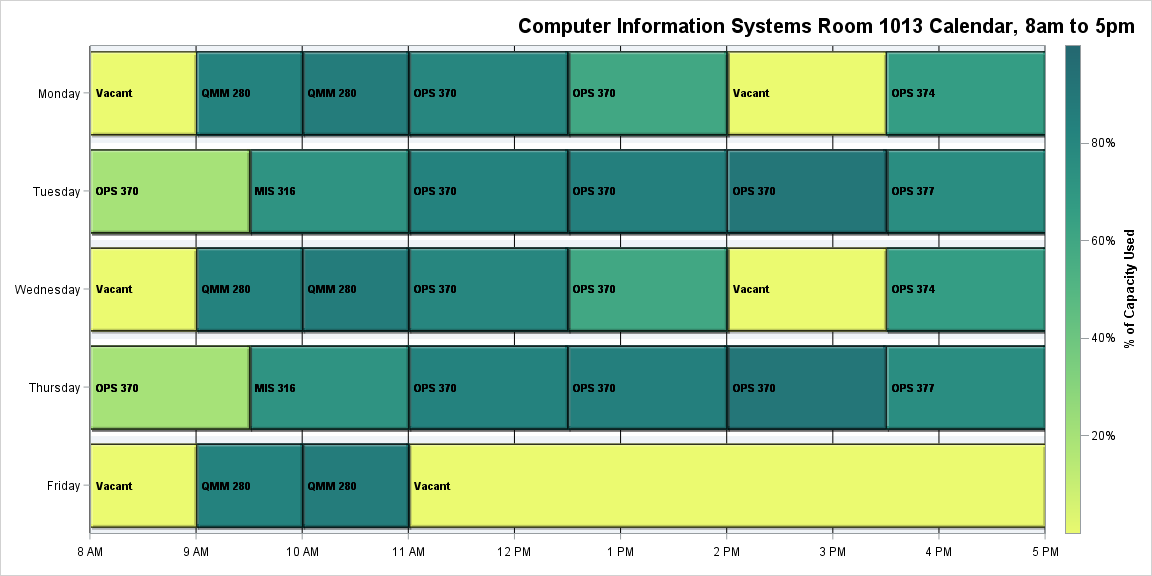 Computer Information Systems Room 1013 Calendar, 8am to 5pm
Monday
Vacant
QMM 280
QMM 280
OPS 370
OPS 370
Vacant
OPS 374
Tuesday
OPS 370
MIS 316
OPS 370
OPS 370
OPS 370
OPS 377
Wednesday
Vacant
QMM 280
QMM 280
OPS 370
OPS 370
Vacant
OPS 374
Thursday
OPS 370
MIS 316
OPS 370
OPS 370
OPS 370
OPS 377
Friday
Vacant
QMM 280
QMM 280
Vacant
8 AM
9 AM
10 AM
11 AM
12 PM
1 PM
2 PM
3 PM
4 PM
5 PM
80%
60%
40%
20%
% of Capacity Used